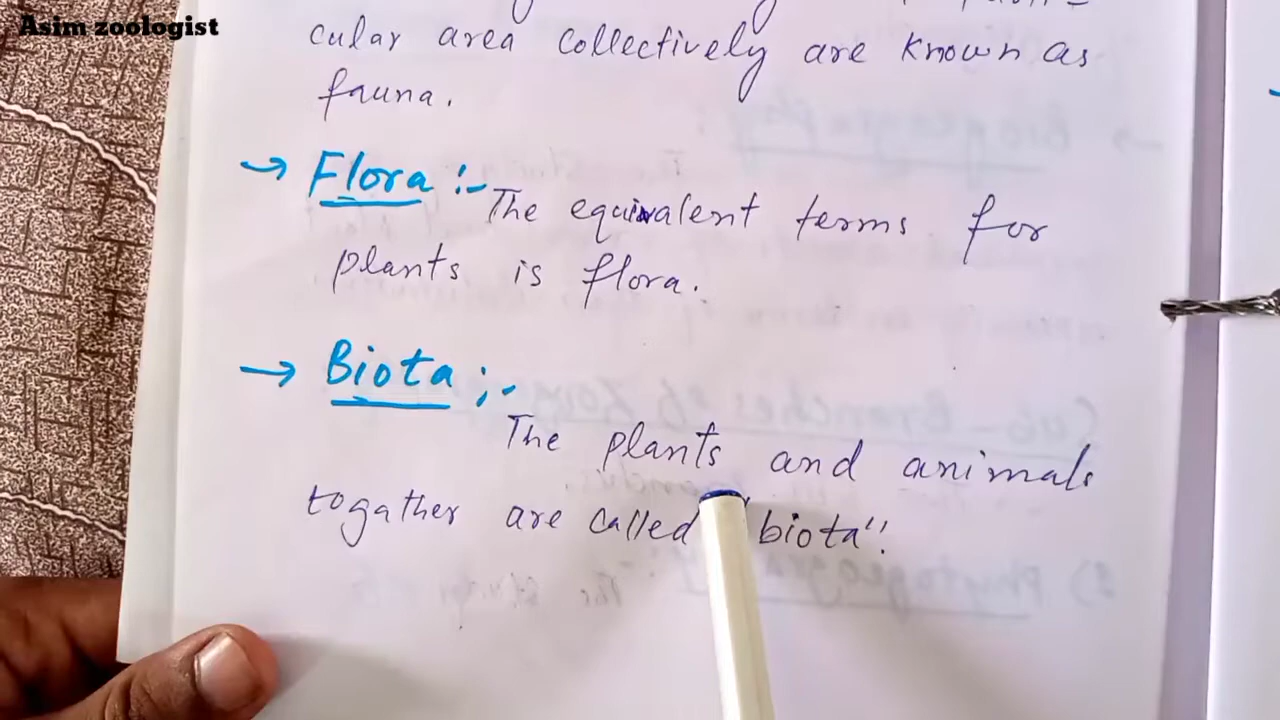 Asim zoologist
cular area collectively are known as
fauna.
→ Flora :- The equivalent terms for
plants is flora.
→ Biota :-
The plants and animals
togather are called "biota".